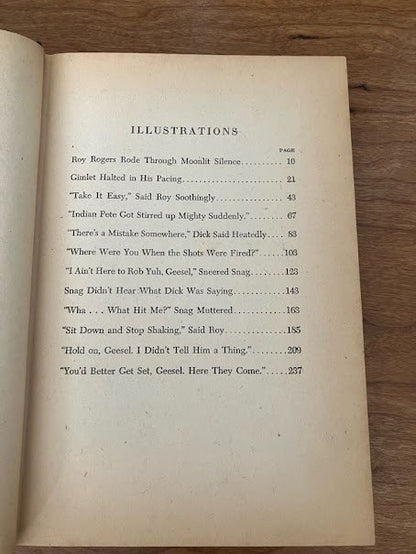 ILLUSTRATIONS
PAGE
Roy Rogers Rode Through Moonlit Silence.......... 10
Gimlet Halted in His Pacing......................... 21
"Take It Easy," Said Roy Soothingly................ 43
"Indian Pete Got Stirred up Mighty Suddenly."........ 67
"There's a Mistake Somewhere," Dick Said Heatedly.... 83
"Where Were You When the Shots Were Fired?"......103
"I Ain't Here to Rob Yuh, Geesel," Sneered Snag.......123
Snag Didn't Hear What Dick Was Saying.............143
"Wha . . . What Hit Me?" Snag Muttered.............163
"Sit Down and Stop Shaking," Said Roy..............185
"Hold on, Geesel. I Didn't Tell Him a Thing.".........209
"You'd Better Get Set, Geesel. Here They Come."......237